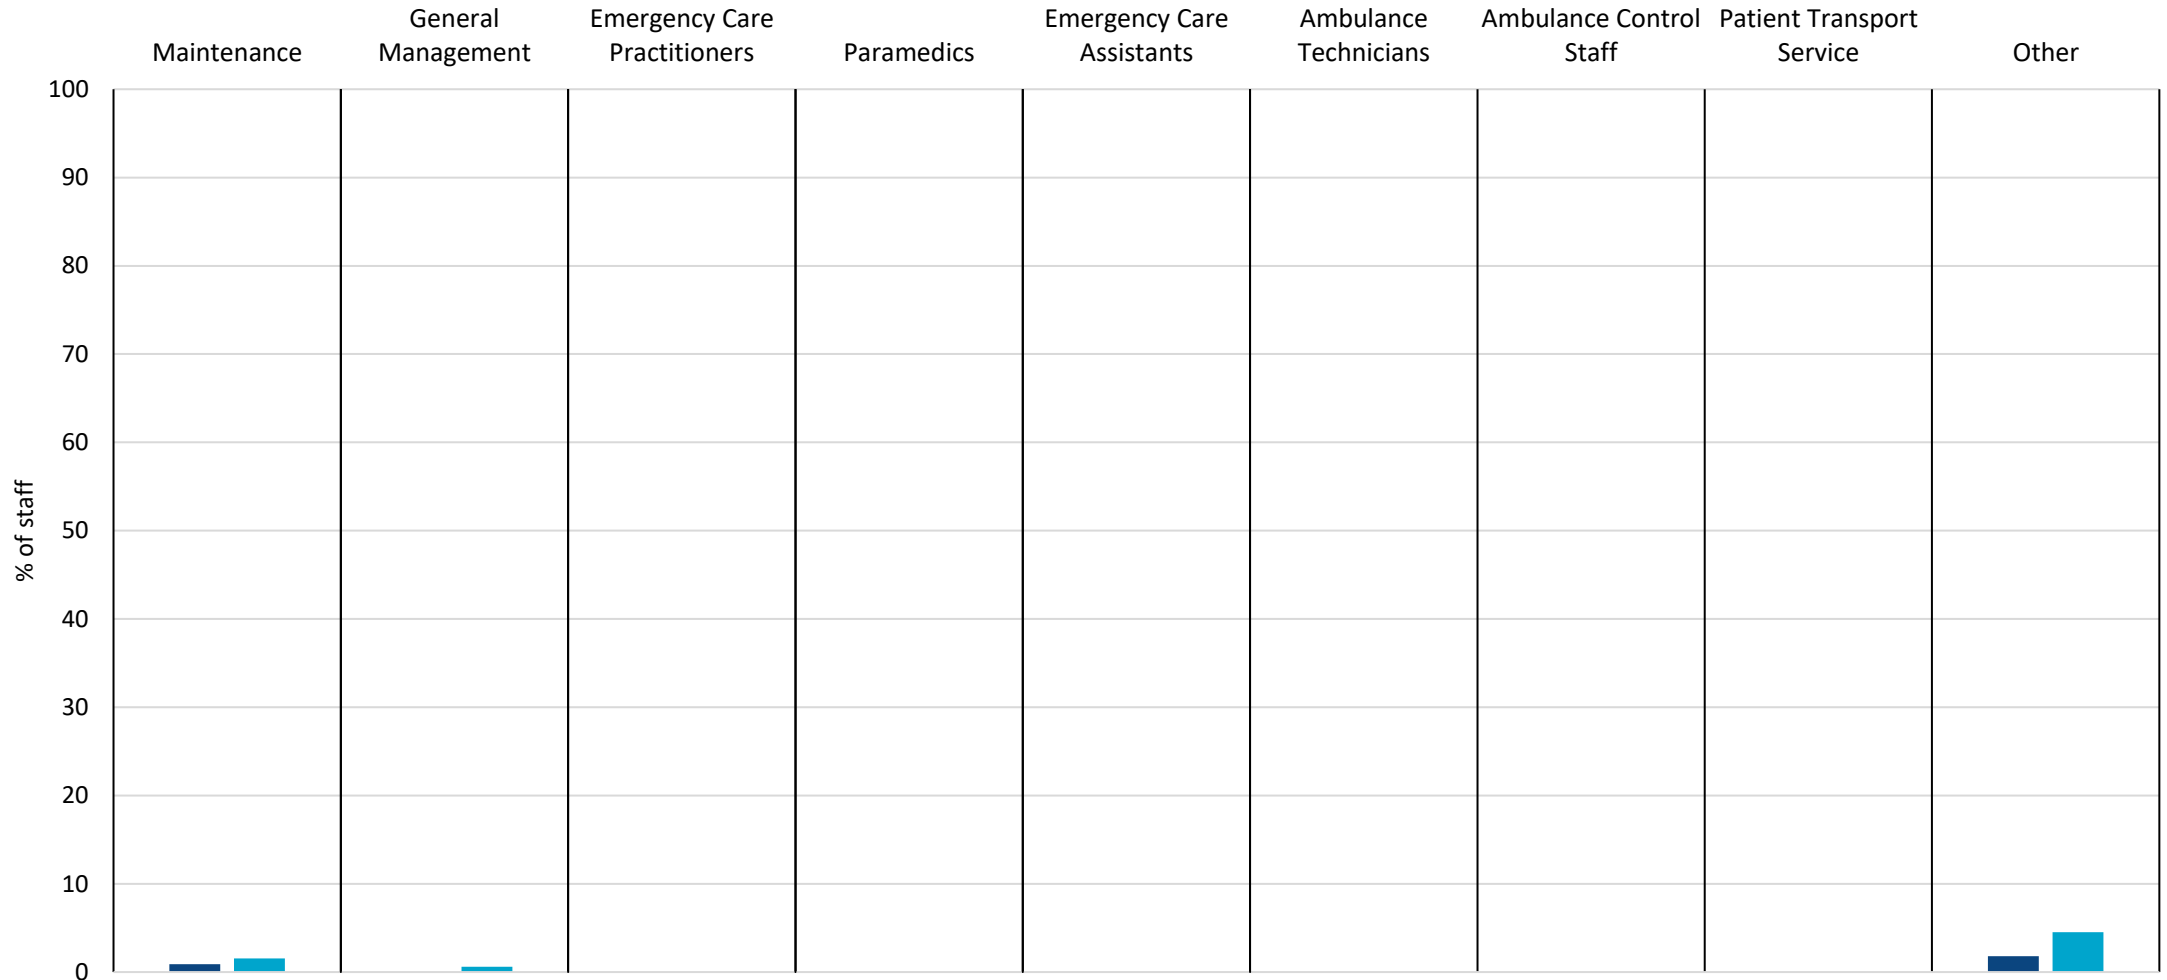 Maintenance
General
Management
Emergency Care
Practitioners
Paramedics
Emergency Care
Assistants
Ambulance
Technicians
Ambulance Control
Staff
Patient Transport
Service
Other
100
90
80
70
60
50
40
30
20
10
0
% of staff